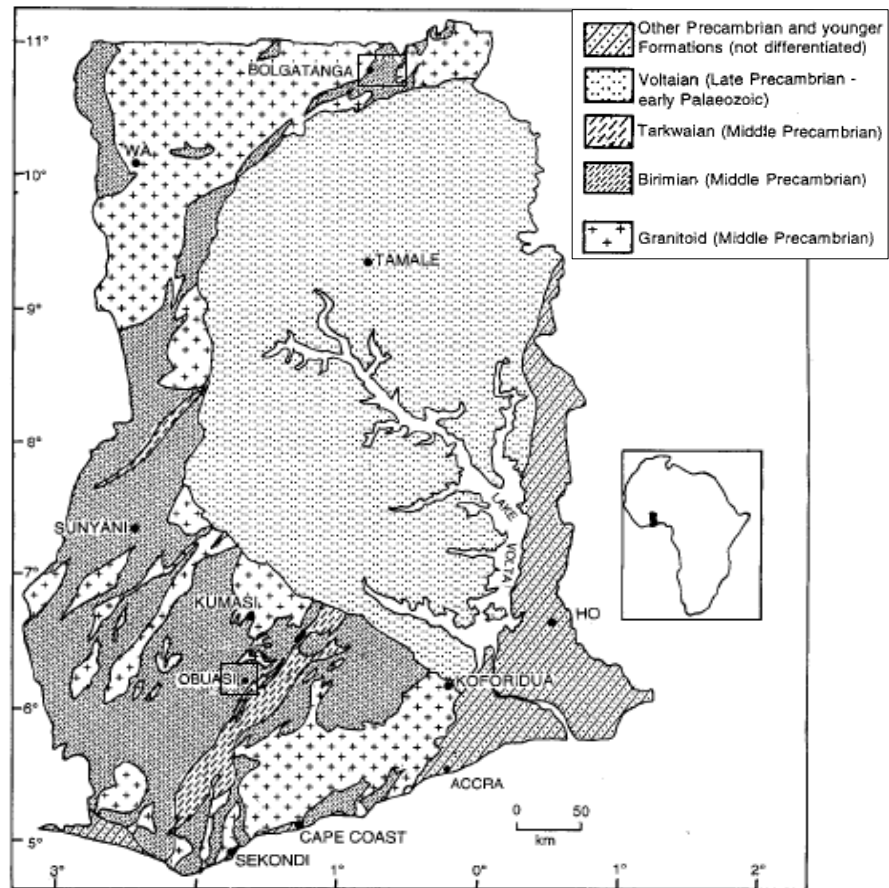 Other Precambrian and younger
Formations (not differentiated)
Voltaian (Late Precambrian -
early Palaeozoic)
Tarkwaian (Middle Precambrian)
Birimian (Middle Precambrian)
Granitoid (Middle Precambrian)
11°
10°
9°
8°
7°
6°
5°
BOLGATANGA
WA
TAMALE
LAKE
VOLTA
SUNYANI
KUMASI
HO
OBUASI
KOFORIDUA
ACCRA
CAPE COAST
SEKONDI
0 50
km
3° 1° 0° 1° 2°